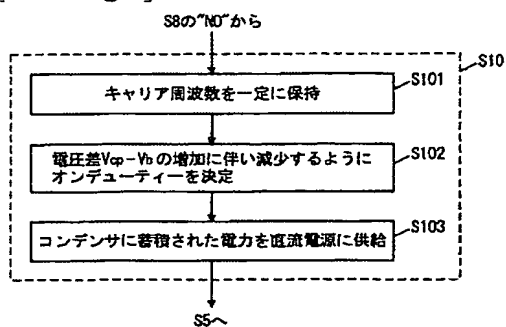 S8の"NO"から
S10
キャリア周波数を一定に保持
S101
電圧差Vcp−Vbの増加に伴い減少するように
オンデューティーを決定
S102
コンデンサに蓄積された電力を直流電源に供給
S103
S5へ